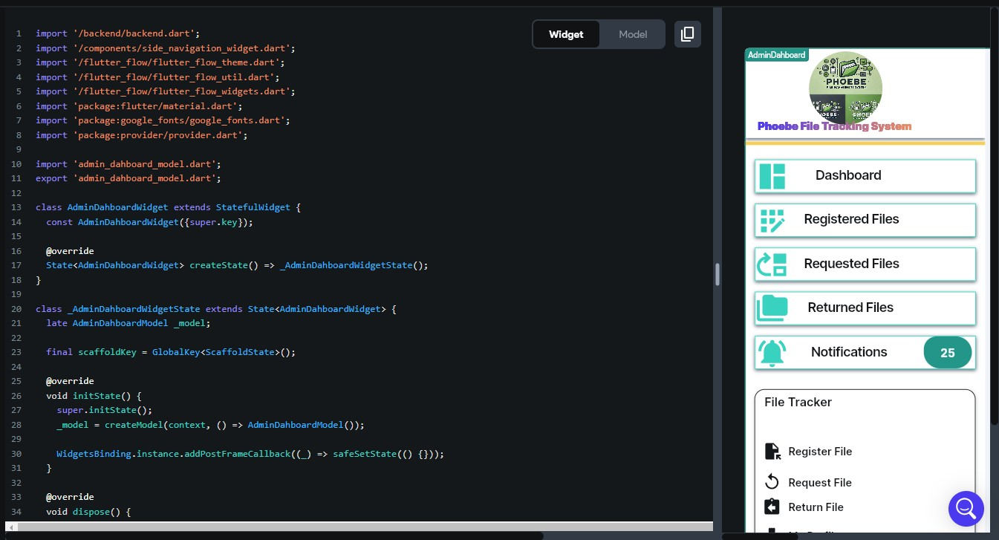 Widget
Model
1 import '/backend/backend.dart';
2 import '/components/side_navigation_widget.dart';
3 import '/flutter_flow/flutter_flow_theme.dart';
4 import '/flutter_flow/flutter_flow_util.dart';
5 import '/flutter_flow/flutter_flow_widgets.dart';
6 import 'package:flutter/material.dart';
7 import 'package:google_fonts/google_fonts.dart';
8 import 'package:provider/provider.dart';
9
10 import 'admin_dahboard_model.dart';
11 export 'admin_dahboard_model.dart';
12
13 class AdminDahboardWidget extends StatefulWidget {
14   const AdminDahboardWidget({super.key});
15
16   @override
17   State<AdminDahboardWidget> createState() => _AdminDahboardWidgetState();
18 }
19
20 class _AdminDahboardWidgetState extends State<AdminDahboardWidget> {
21   late AdminDahboardModel _model;
22
23   final scaffoldKey = GlobalKey<ScaffoldState>();
24
25   @override
26   void initState() {
27     super.initState();
28     _model = createModel(context, () => AdminDahboardModel());
29
30     WidgetsBinding.instance.addPostFrameCallback((_) => safeSetState(() {}));
31   }
32
33   @override
34   void dispose() {
AdminDahboard
PHOEBE
Phoebe File Tracking System
Dashboard
Registered Files
Requested Files
Returned Files
Notifications 25
File Tracker
Register File
Request File
Return File